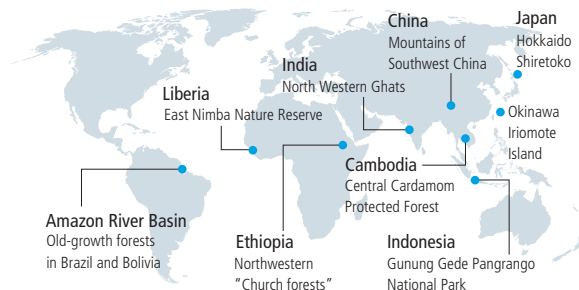 China
Mountains of
Southwest China
Japan
Hokkaido
Shiretoko
India
North Western Ghats
Liberia
East Nimba Nature Reserve
Okinawa
Iriomote
Island
Cambodia
Central Cardamom
Protected Forest
Amazon River Basin
Old-growth forests
in Brazil and Bolivia
Ethiopia
Northwestern
"Church forests"
Indonesia
Gunung Gede Pangrango
National Park